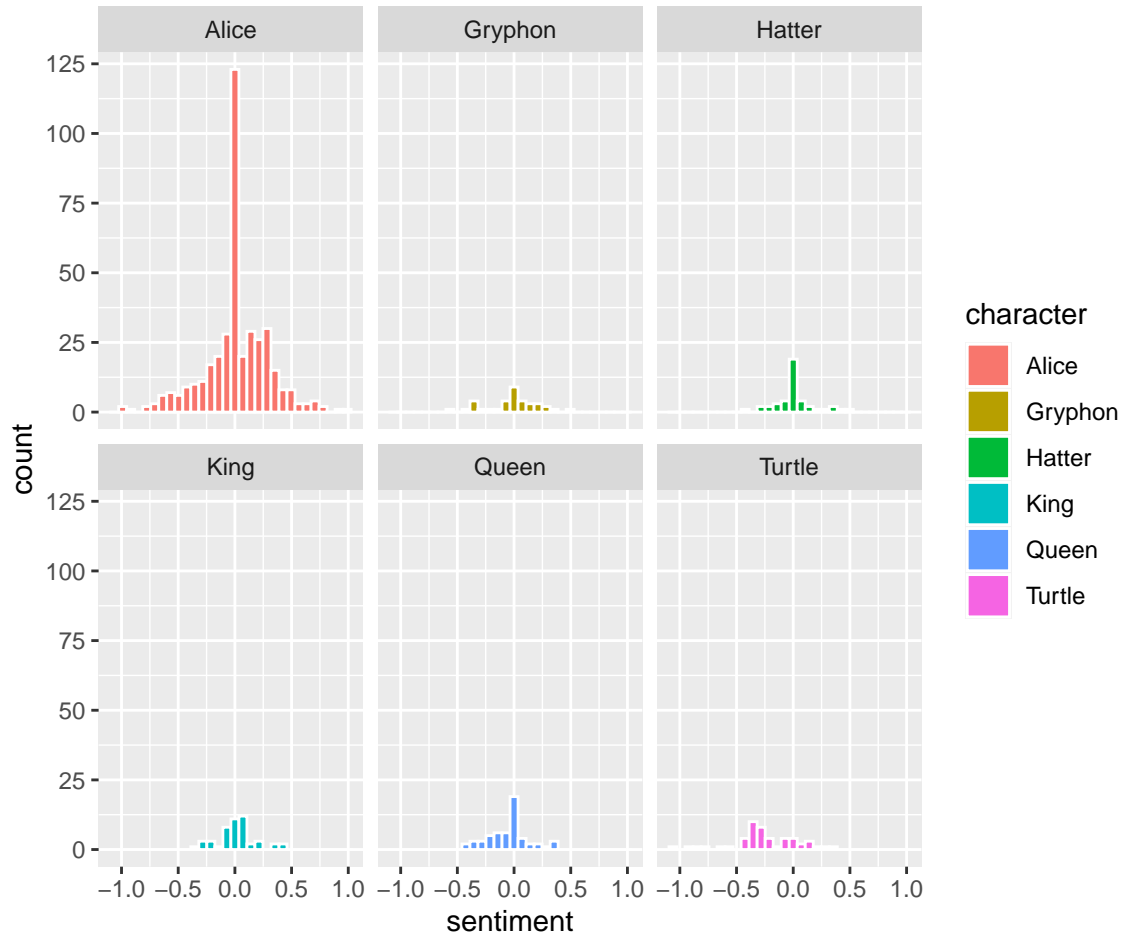 Alice Gryphon Hatter
125
100
75
50
25
0
King Queen Turtle
125
100
75
50
25
0
−1.0 −0.5 0.0 0.5 1.0 −1.0 −0.5 0.0 0.5 1.0 −1.0 −0.5 0.0 0.5 1.0
sentiment
count
character
Alice
Gryphon
Hatter
King
Queen
Turtle